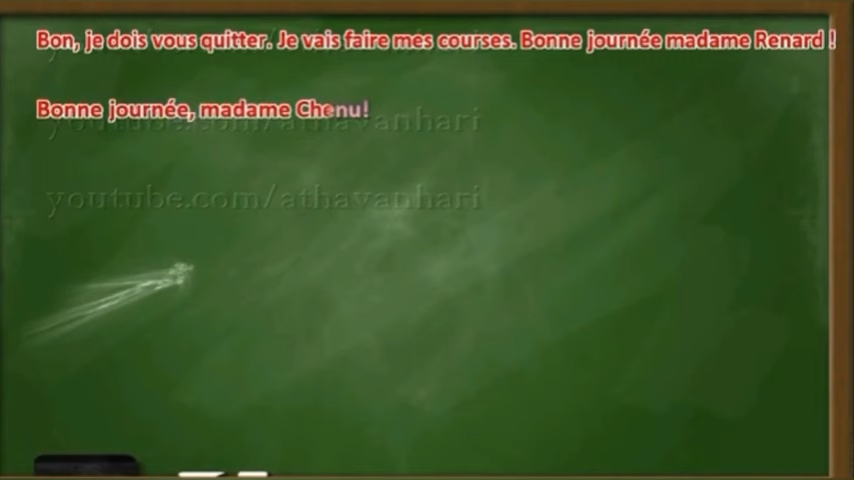 Bon, je dois vous quitter. Je vais faire mes courses. Bonne journée madame Renard !
Bonne journée, madame Chenu!
youtube.com/athavanhari
youtube.com/athavanhari